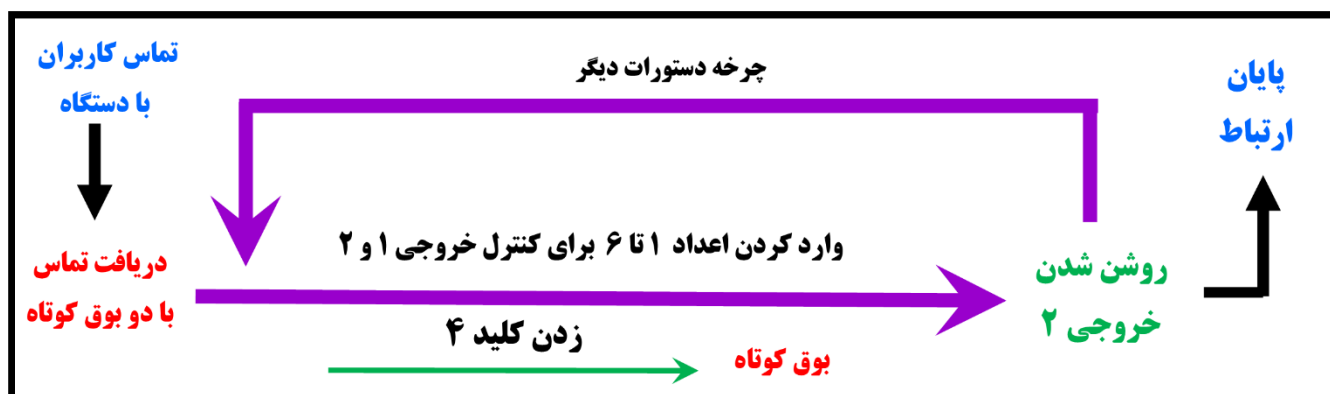 تماس کاربران
با دستگاه
چرخه دستورات دیگر
پایان
ارتباط
دریافت تماس
با دو بوق کوتاه
وارد کردن اعداد ۱ تا ۶ برای کنترل خروجی ۱ و ۲
زدن کلید ۴
بوق کوتاه
روشن شدن
خروجی ۲